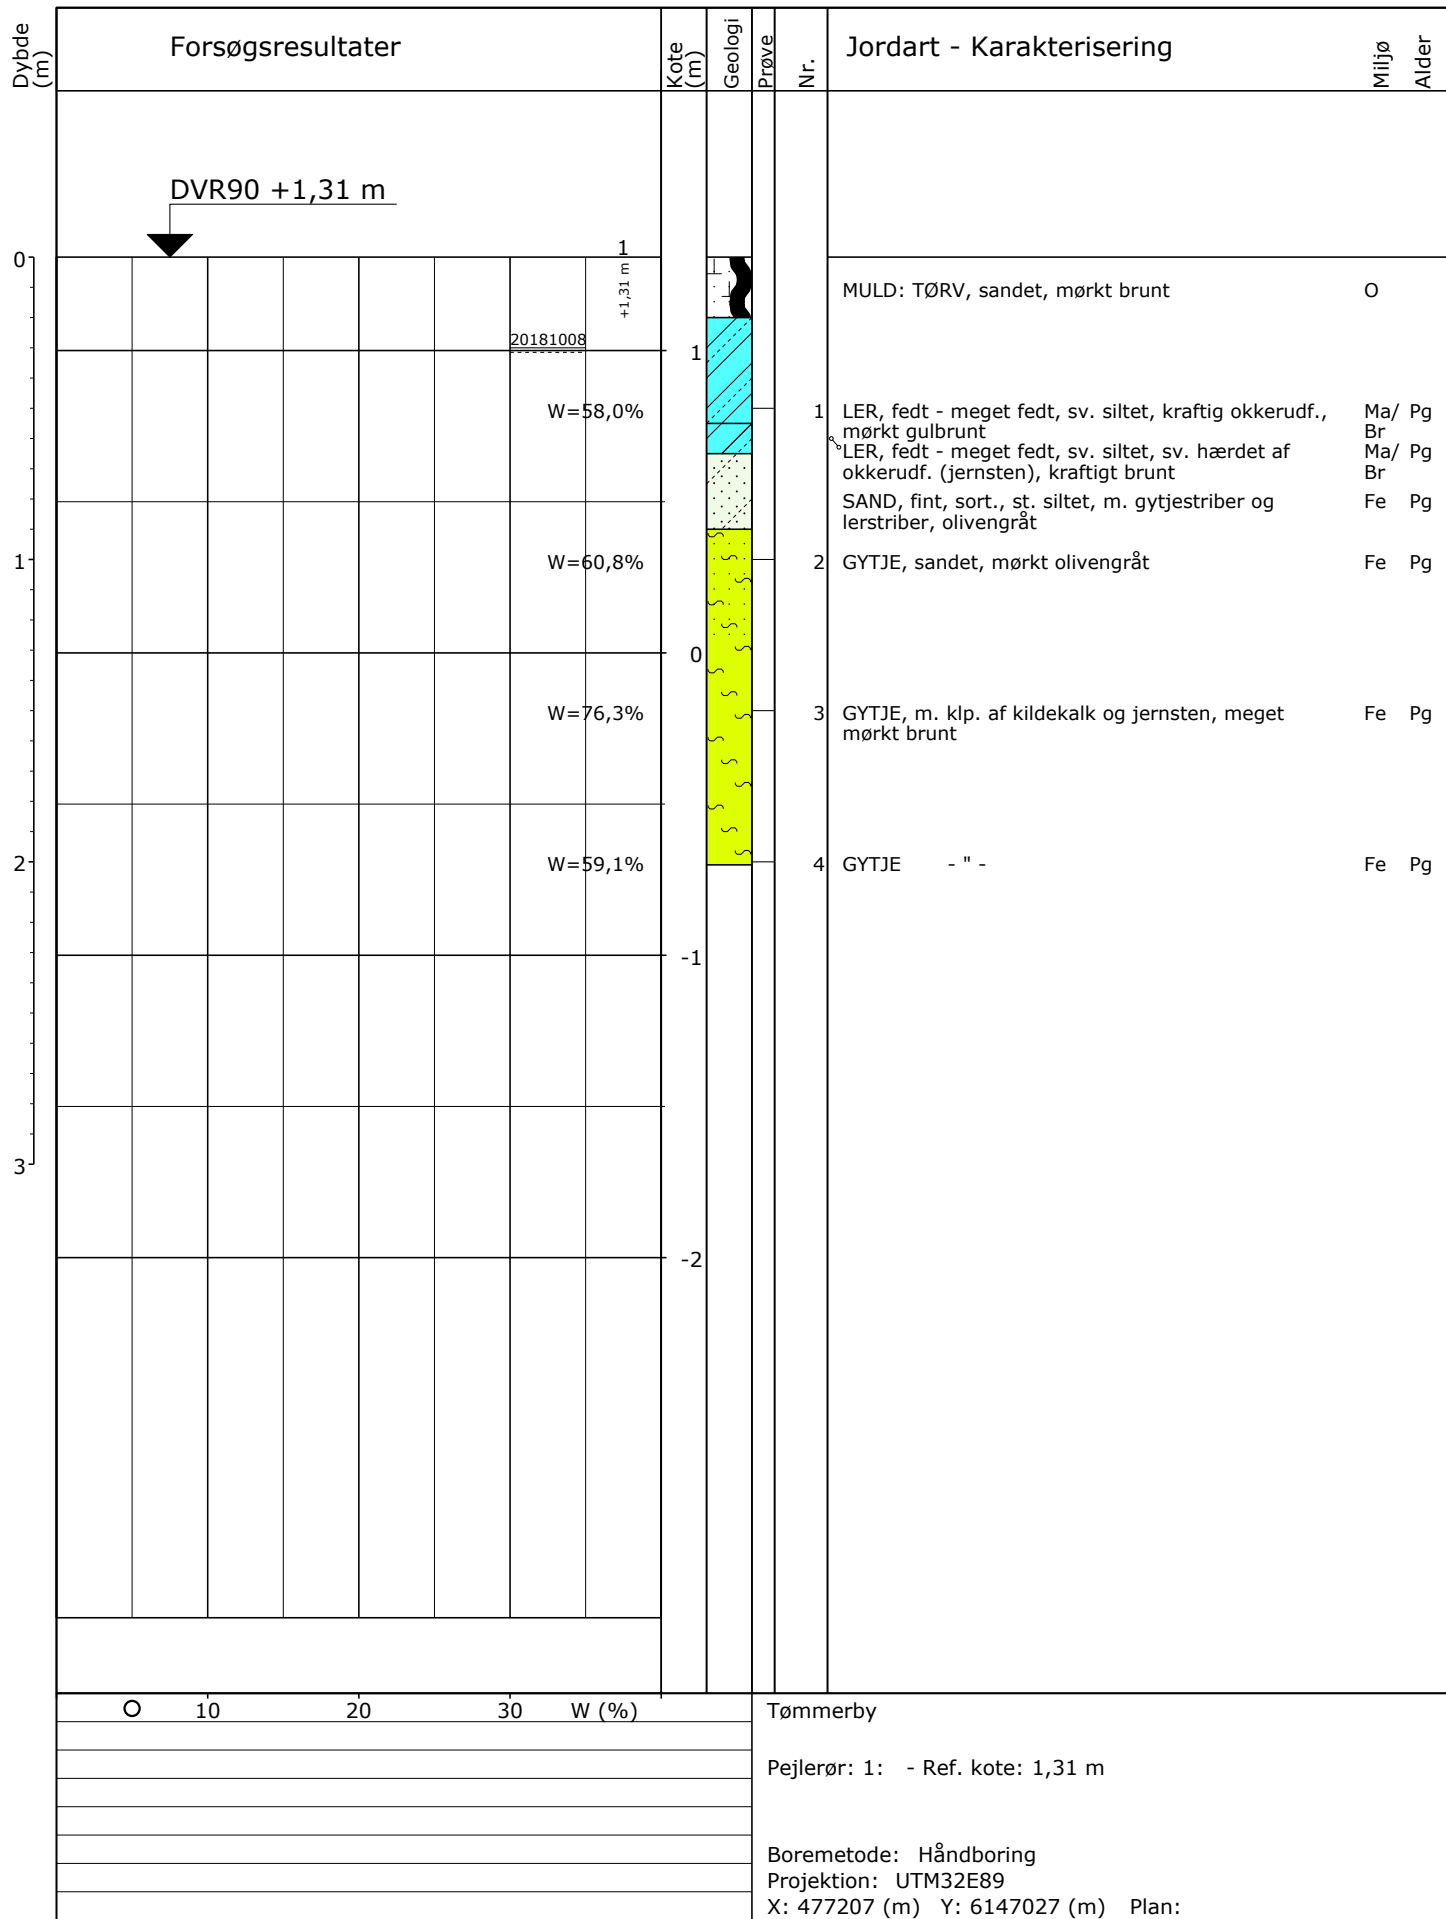 Dybde (m)
Forsøgsresultater
Kote (m)
Geologi
Prøve
Nr.
Jordart - Karakterisering
Miljø
Alder
DVR90 +1,31 m
0
1
+1,31 m
MULD: TØRV, sandet, mørkt brunt O
20181008
1
W=58,0% 1 LER, fedt - meget fedt, sv. siltet, kraftig okkerudf., Ma/ Pg
mørkt gulbrunt Br
LER, fedt - meget fedt, sv. siltet, sv. hærdet af Ma/ Pg
okkerudf. (jernsten), kraftigt brunt Br
SAND, fint, sort., st. siltet, m. gytjestriber og Fe Pg
lerstriber, olivengråt
1 W=60,8% 2 GYTJE, sandet, mørkt olivengråt Fe Pg
0
W=76,3% 3 GYTJE, m. klp. af kildekalk og jernsten, meget Fe Pg
mørkt brunt
2 W=59,1% 4 GYTJE - " - Fe Pg
-1
3
-2
10 20 30 W (%)
Tømmerby
Pejlerør: 1: - Ref. kote: 1,31 m
Boremetode: Håndboring
Projektion: UTM32E89
X: 477207 (m) Y: 6147027 (m) Plan: